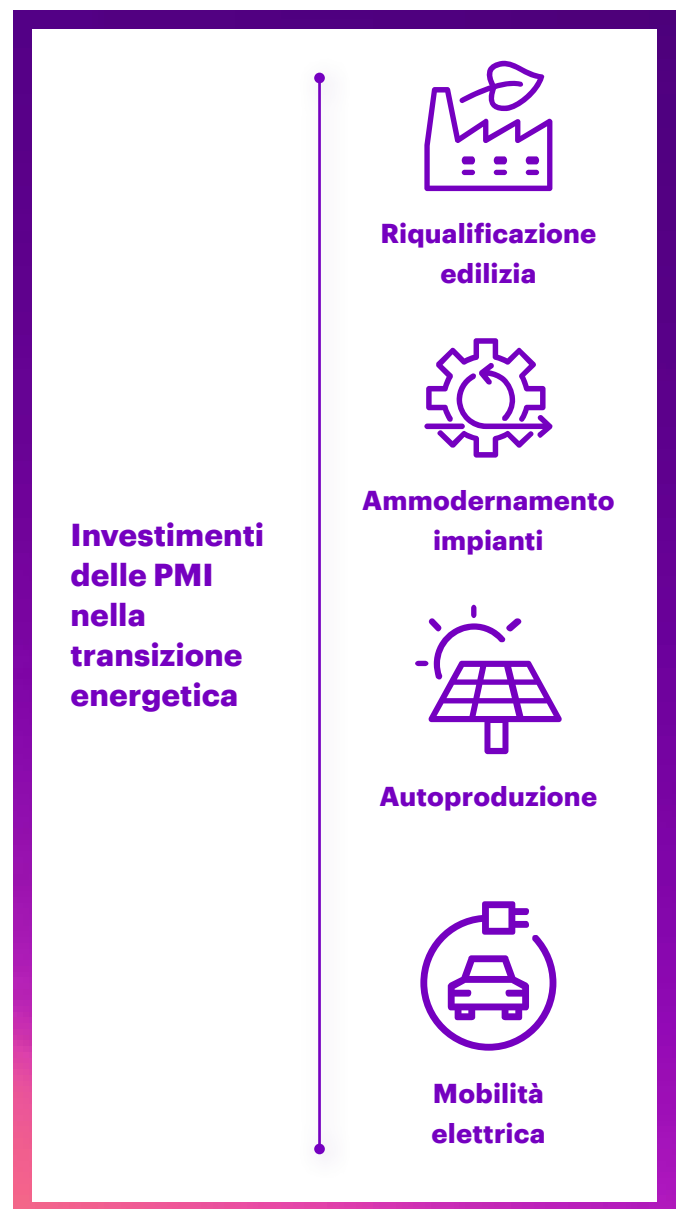 Investimenti
delle PMI
nella
transizione
energetica
Riqualificazione
edilizia
Ammodernamento
impianti
Autoproduzione
Mobilità
elettrica